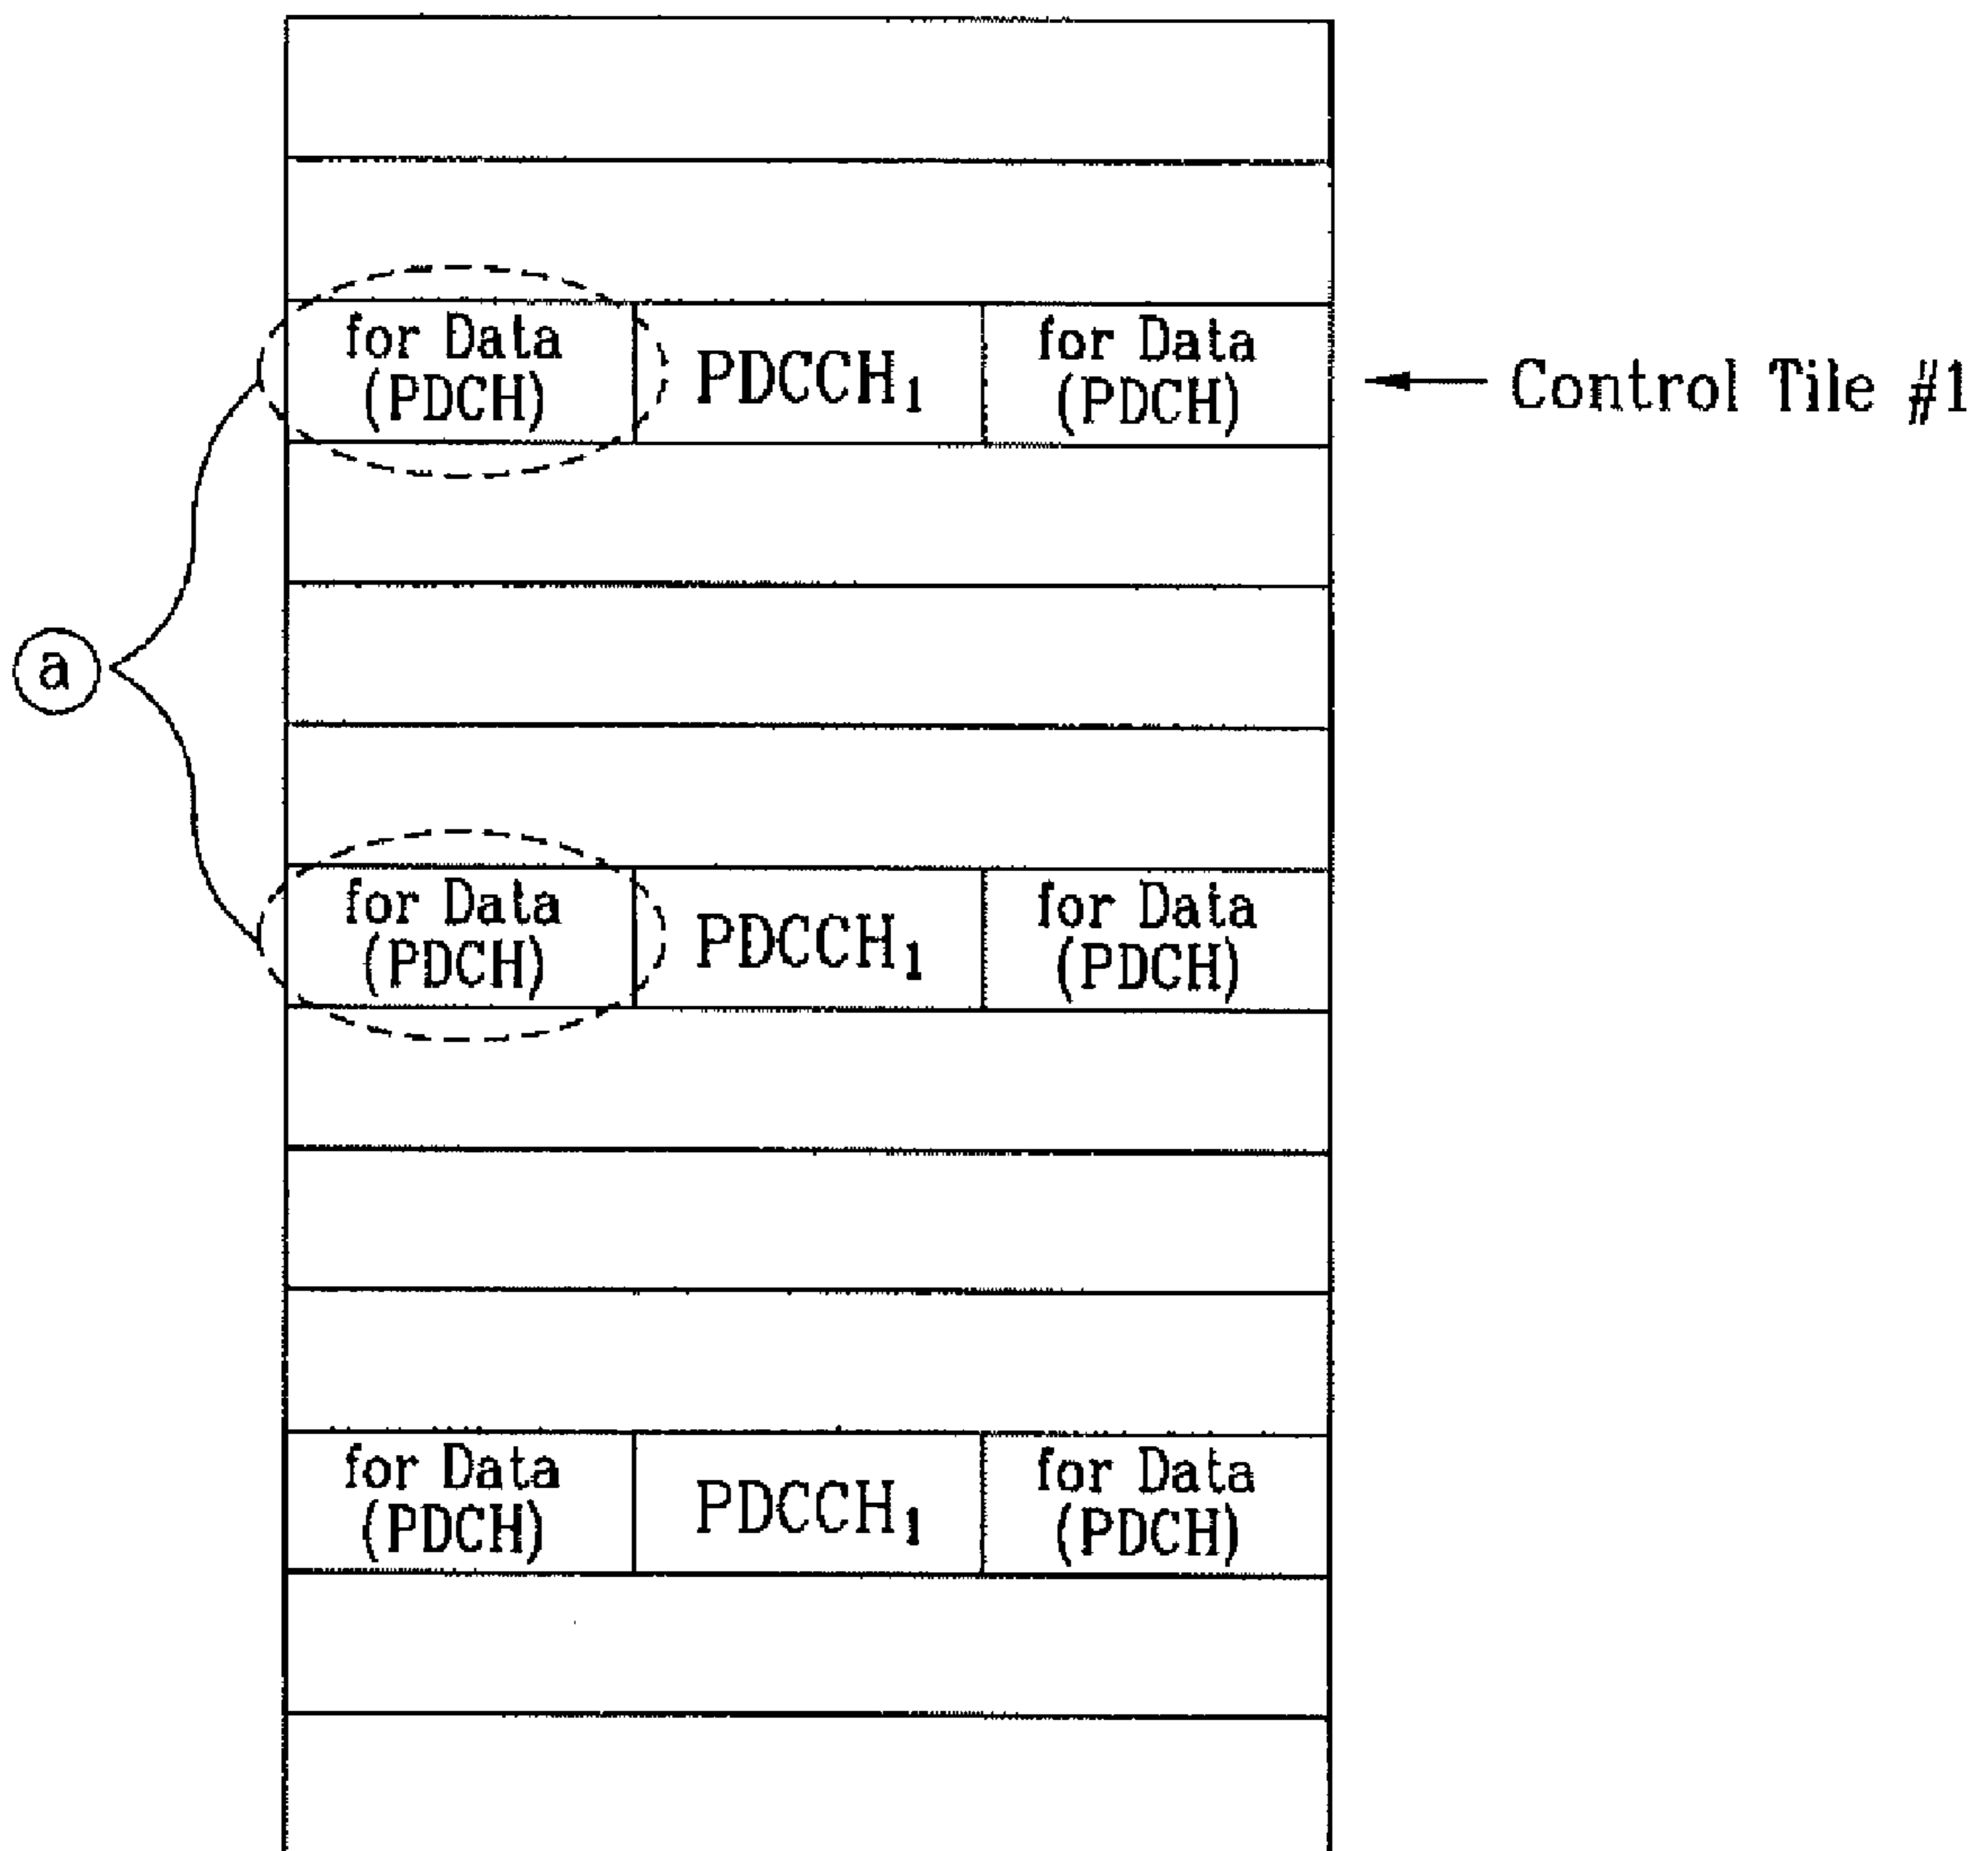 for Data
(PDCH)
PDCCH₁
for Data
(PDCH)
Control Tile #1
a
for Data
(PDCH)
PDCCH₁
for Data
(PDCH)
for Data
(PDCH)
PDCCH₁
for Data
(PDCH)